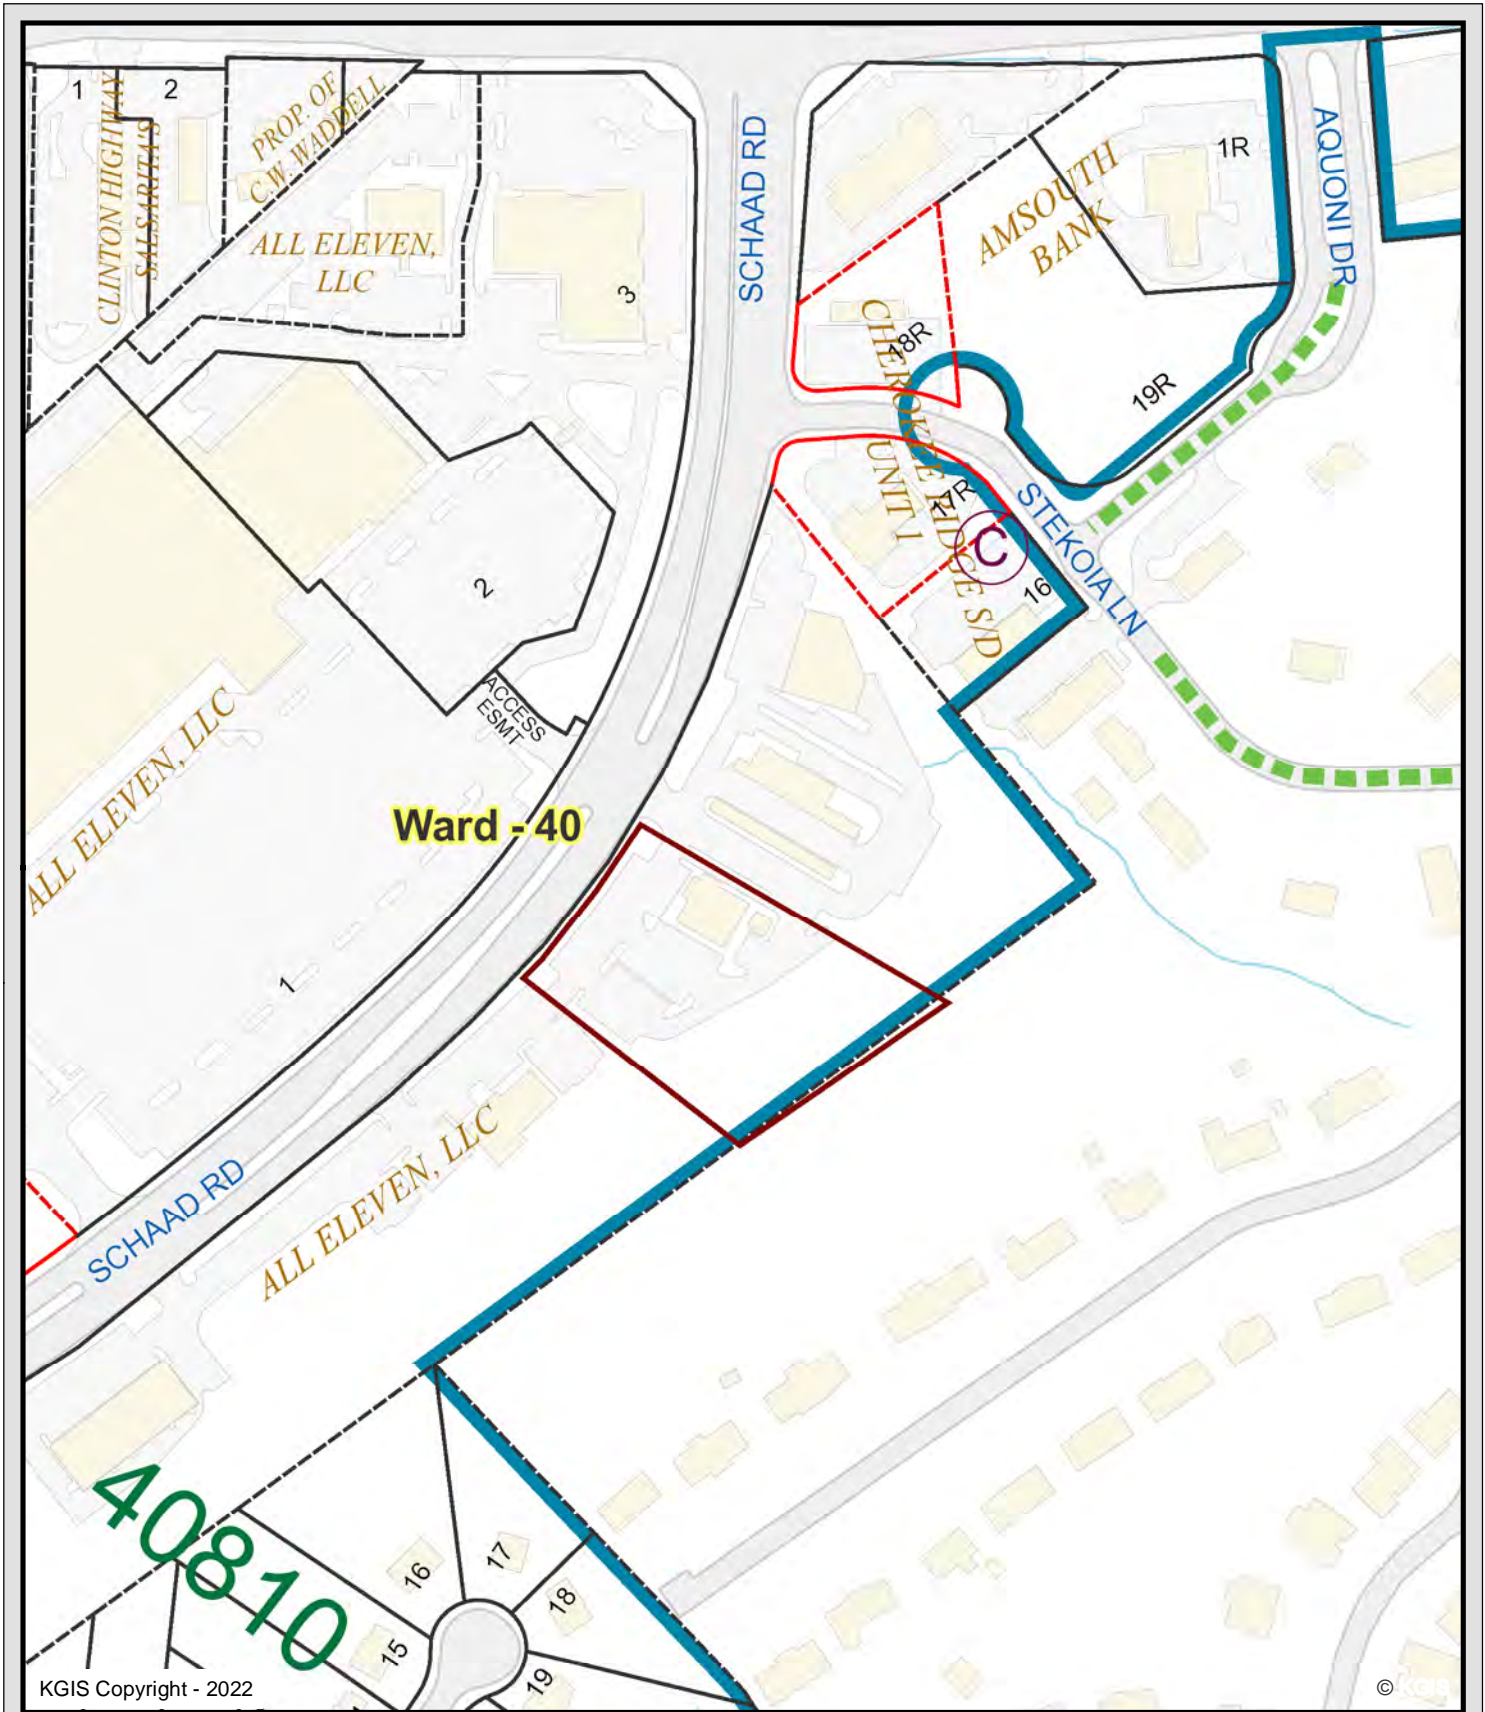 1
2
CLINTON HIGHWAY
SALSARITA'S
PROP. OF
C.W. WADDELL
ALL ELEVEN,
LLC
3
SCHAAD RD
AMSOUTH
BANK
1R
AQUONI DR
18R
19R
CHEROKEE RIDGE S/D
UNIT 1
17R
C
16
STEKOIA LN
2
ACCESS
ESMT
ALL ELEVEN, LLC
Ward - 40
1
SCHAAD RD
ALL ELEVEN, LLC
40810
16
17
18
15
19
KGIS Copyright - 2022
© KGIS